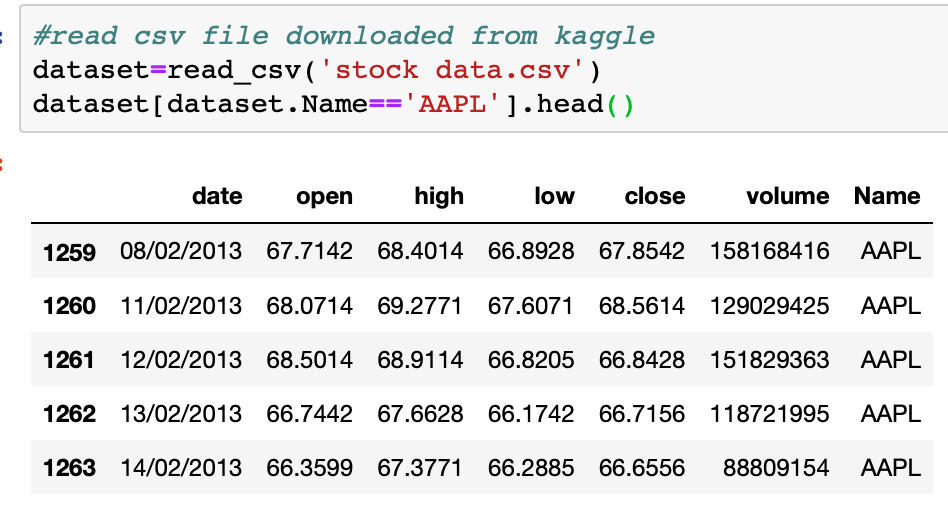 #read csv file downloaded from kaggle
dataset=read_csv('stock data.csv')
dataset[dataset.Name=='AAPL'].head()
date open high low close volume Name
1259 08/02/2013 67.7142 68.4014 66.8928 67.8542 158168416 AAPL
1260 11/02/2013 68.0714 69.2771 67.6071 68.5614 129029425 AAPL
1261 12/02/2013 68.5014 68.9114 66.8205 66.8428 151829363 AAPL
1262 13/02/2013 66.7442 67.6628 66.1742 66.7156 118721995 AAPL
1263 14/02/2013 66.3599 67.3771 66.2885 66.6556 88809154 AAPL